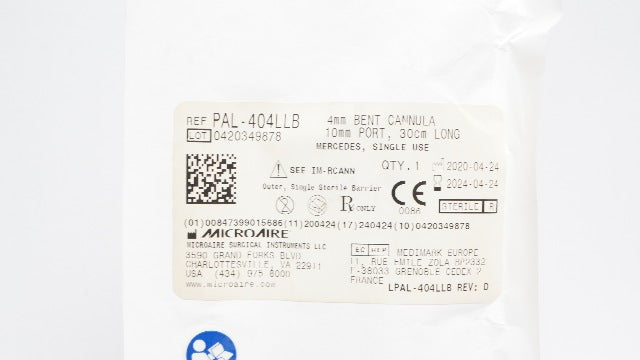 REF PAL-404LLB
LOT 0420349878
4mm BENT CANNULA
10mm PORT, 30cm LONG
MERCEDES, SINGLE USE
SEE IM-RCANN
QTY. 1
2020-04-24
2024-04-24
Outer, Single Sterile Barrier
R ONLY
CE
0086
STERILE R
(01)00847399015686(11)200424(17)240424(10)0420349878
MICROAIRE
MICROAIRE SURGICAL INSTRUMENTS LLC
3590 GRAND FORKS BLVD
CHARLOTTESVILLE, VA 22911
USA (434) 975 8000
www.microaire.com
EC REP MEDIMARK EUROPE
11, RUE EMILE ZOLA BP2332
F-38033 GRENOBLE CEDEX 2
FRANCE
LPAL-404LLB REV: D